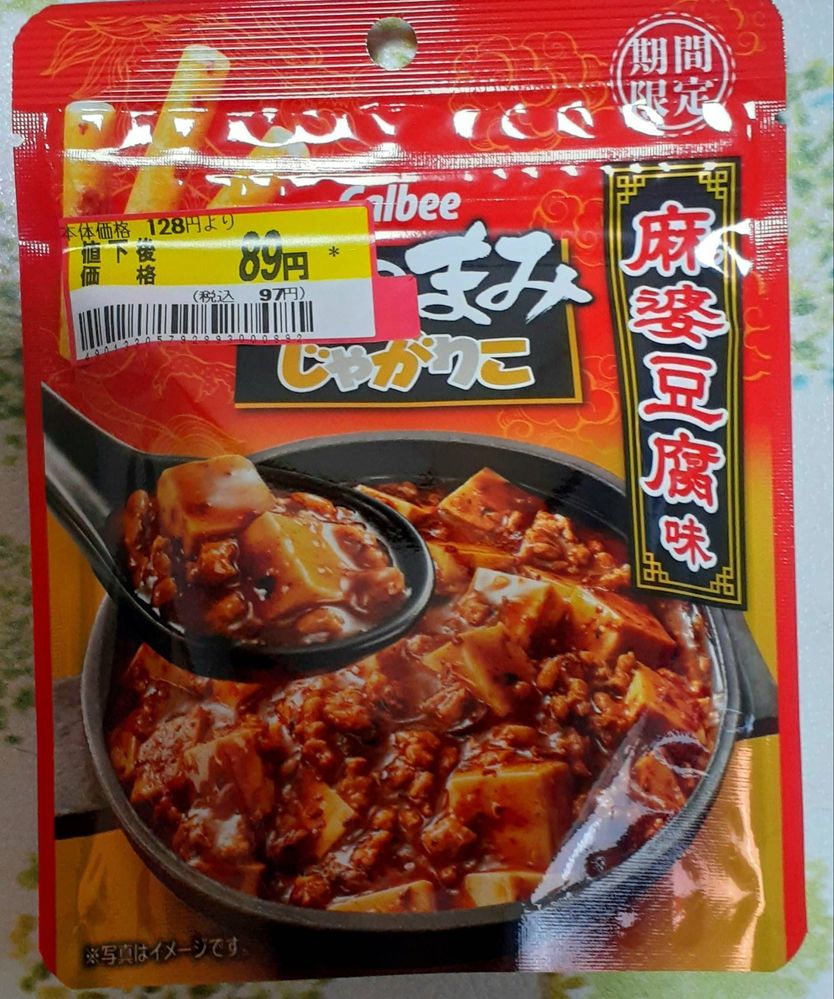 期間
限定
Calbee
本体価格 128円より
値下後
価格 89円 *
(税込 97円)
まみ
じゃがりこ
麻婆豆腐味
※写真はイメージです